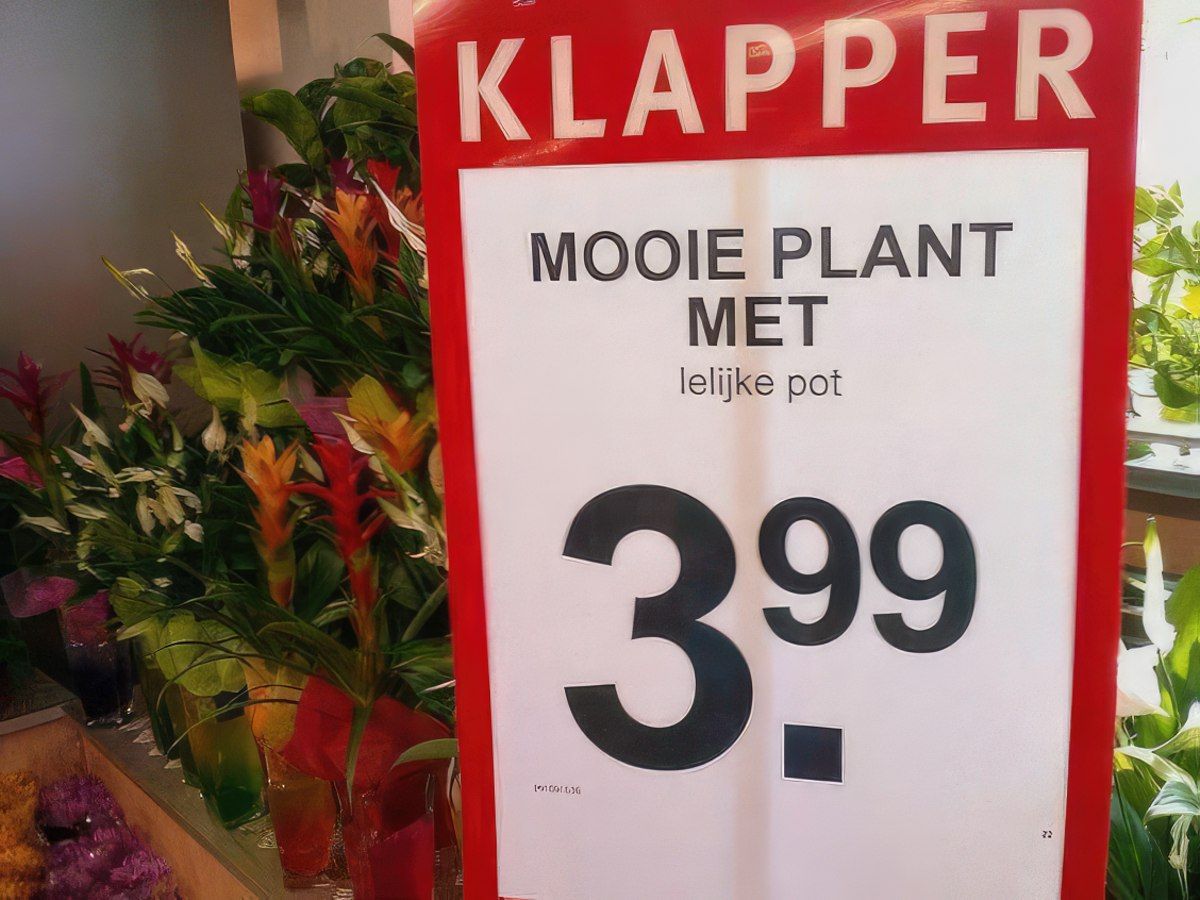 KLAPPER
MOOIE PLANT
MET
lelijke pot
3.99